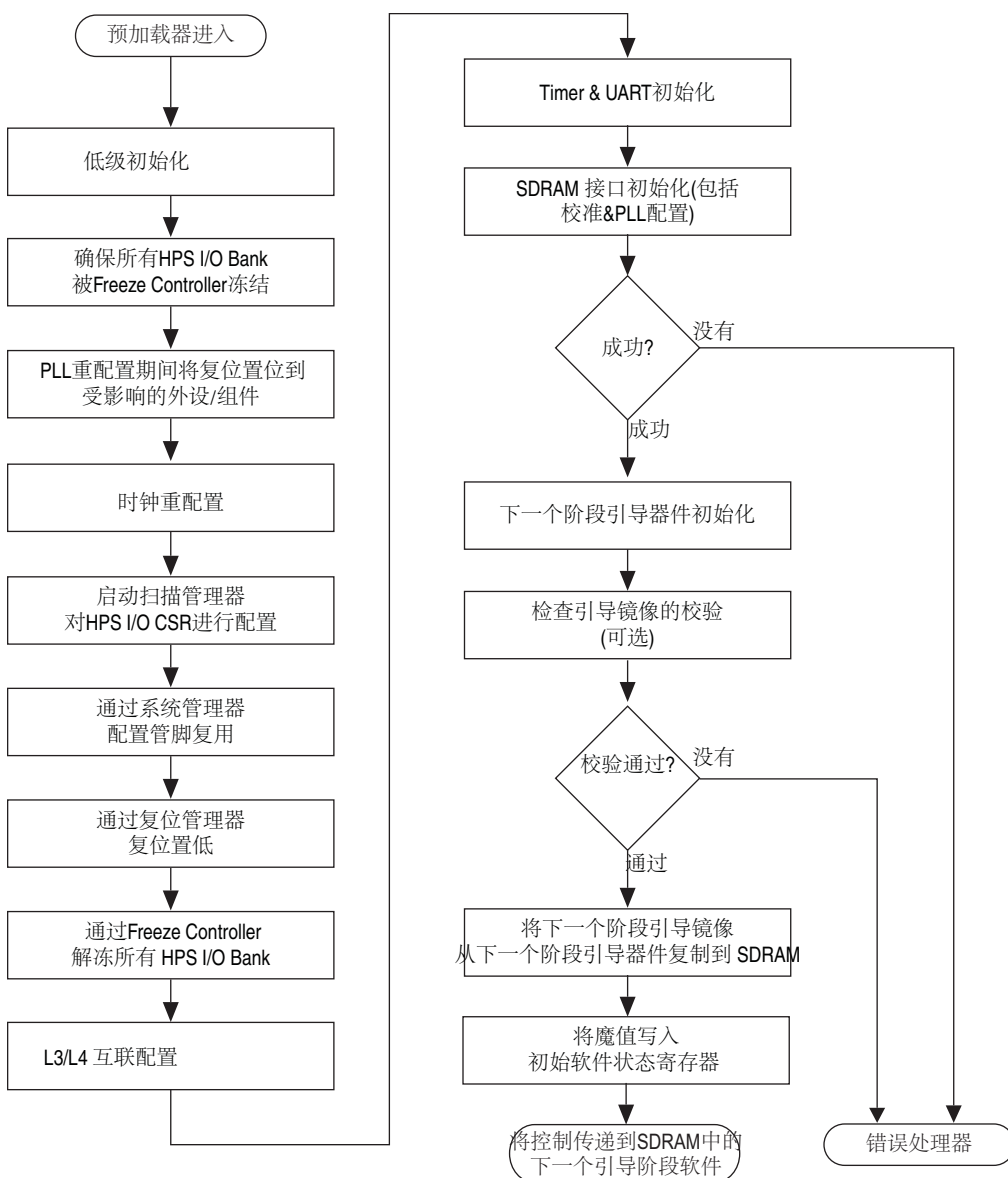 预加载器进入
低级初始化
确保所有HPS I/O Bank
被Freeze Controller冻结
PLL重配置期间将复位置位到
受影响的外设/组件
时钟重配置
启动扫描管理器
对HPS I/O CSR进行配置
通过系统管理器
配置管脚复用
通过复位管理器
复位置低
通过Freeze Controller
解冻所有 HPS I/O Bank
L3/L4 互联配置
Timer & UART初始化
SDRAM 接口初始化(包括
校准&PLL配置)
成功?
没有
成功
下一个阶段引导器件初始化
检查引导镜像的校验
(可选)
校验通过?
没有
通过
将下一个阶段引导镜像
从下一个阶段引导器件复制到 SDRAM
将魔值写入
初始软件状态寄存器
将控制传递到SDRAM中的
下一个引导阶段软件
错误处理器